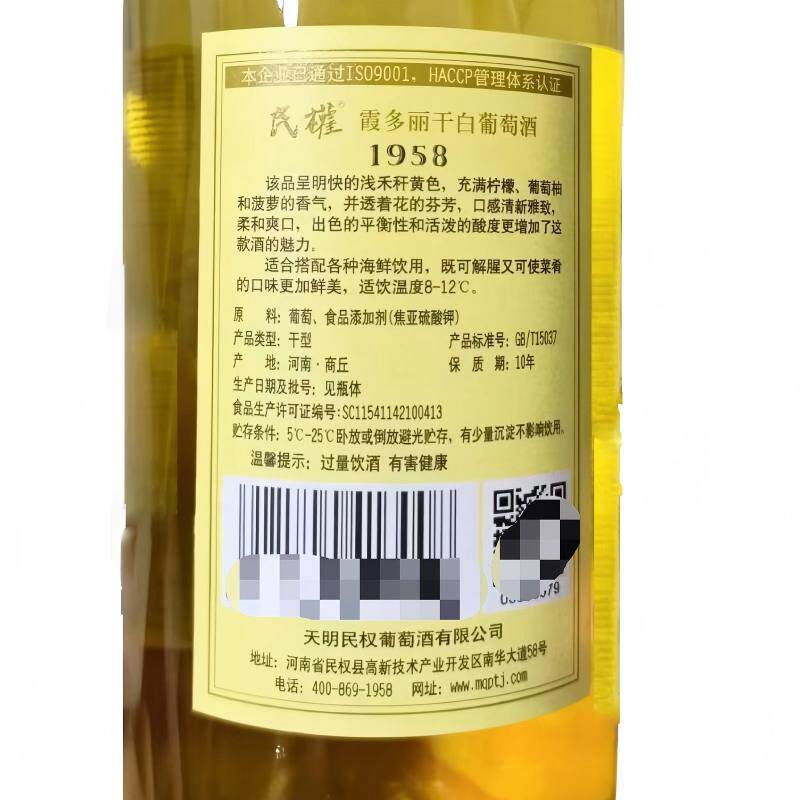 本企业已通过ISO9001，HACCP管理体系认证
民權® 霞多丽干白葡萄酒
1958
该品呈明快的浅禾秆黄色，充满柠檬、葡萄柚
和菠萝的香气，并透着花的芬芳，口感清新雅致，
柔和爽口，出色的平衡性和活泼的酸度更增加了这
款酒的魅力。
适合搭配各种海鲜饮用，既可解腥又可使菜肴
的口味更加鲜美，适饮温度8-12℃。
原 料：葡萄、食品添加剂(焦亚硫酸钾)
产品类型：干型 产品标准号：GB/T15037
产 地：河南·商丘 保 质 期：10年
生产日期及批号：见瓶体
食品生产许可证编号:SC11541142100413
贮存条件：5℃-25℃卧放或倒放避光贮存，有少量沉淀不影响饮用。
温馨提示：过量饮酒 有害健康
天明民权葡萄酒有限公司
地址：河南省民权县高新技术产业开发区南华大道58号
电话：400-869-1958 网址：www.mqptj.com